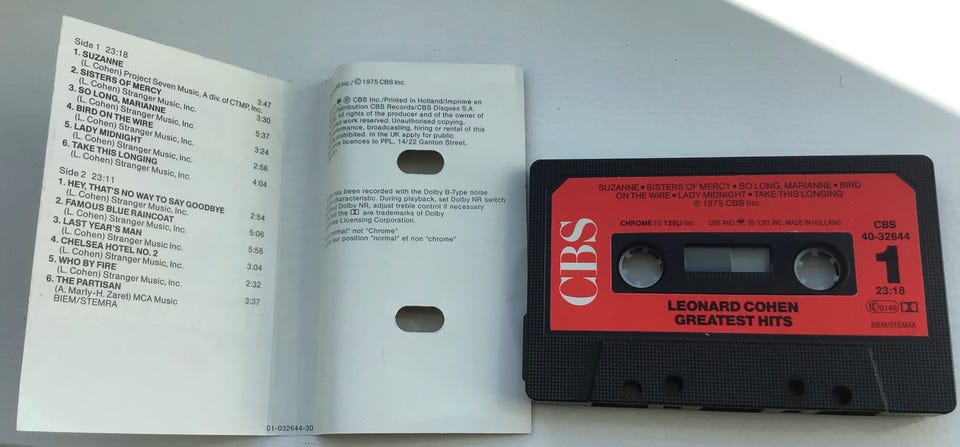 Side 1 23:18
1. SUZANNE
(L. Cohen) Project Seven Music, A div. of CTMP, Inc. 3:47
2. SISTERS OF MERCY
(L. Cohen) Stranger Music, Inc. 3:30
3. SO LONG, MARIANNE
(L. Cohen) Stranger Music, Inc. 5:37
4. BIRD ON THE WIRE
(L. Cohen) Stranger Music, Inc. 3:24
5. LADY MIDNIGHT
(L. Cohen) Stranger Music, Inc. 2:56
6. TAKE THIS LONGING
(L. Cohen) Stranger Music, Inc. 4:04
Side 2 23:11
1. HEY, THAT'S NO WAY TO SAY GOODBYE
(L. Cohen) Stranger Music, Inc. 2:54
2. FAMOUS BLUE RAINCOAT
(L. Cohen) Stranger Music, Inc. 5:06
3. LAST YEAR'S MAN
(L. Cohen) Stranger Music, Inc. 5:58
4. CHELSEA HOTEL NO. 2
(L. Cohen) Stranger Music, Inc. 3:04
5. WHO BY FIRE
(L. Cohen) Stranger Music, Inc. 2:32
6. THE PARTISAN
(A. Marly-H. Zaret) MCA Music 3:37
BIEM/STEMRA
01-032644-30
Inc./© 1975 CBS Inc.
℗ CBS Inc./Printed in Holland/Imprimé en
CBS Records/CBS Disques S.A.
All rights of the producer and of the owner of
work reserved. Unauthorised copying,
broadcasting, hiring or rental of this
prohibited. In the UK apply for public
licences to PPL, 14/22 Ganton Street,
has been recorded with the Dolby B-Type noise
characteristic. During playback, set Dolby NR switch
Dolby NR, adjust treble control if necessary.
and the are trademarks of Dolby
Licensing Corporation.
"normal" not "Chrome"
sur position "normal" et non "chrome"
SUZANNE • SISTERS OF MERCY • SO LONG, MARIANNE • BIRD
ON THE WIRE • LADY MIDNIGHT • TAKE THIS LONGING
℗ 1975 CBS Inc.
CBS
CHROME EQ 120µ Sec
CBS AND ℗ CBS INC. MADE IN HOLLAND
CBS
40-32644
1
23:18
LEONARD COHEN
GREATEST HITS
BIEM/STEMRA